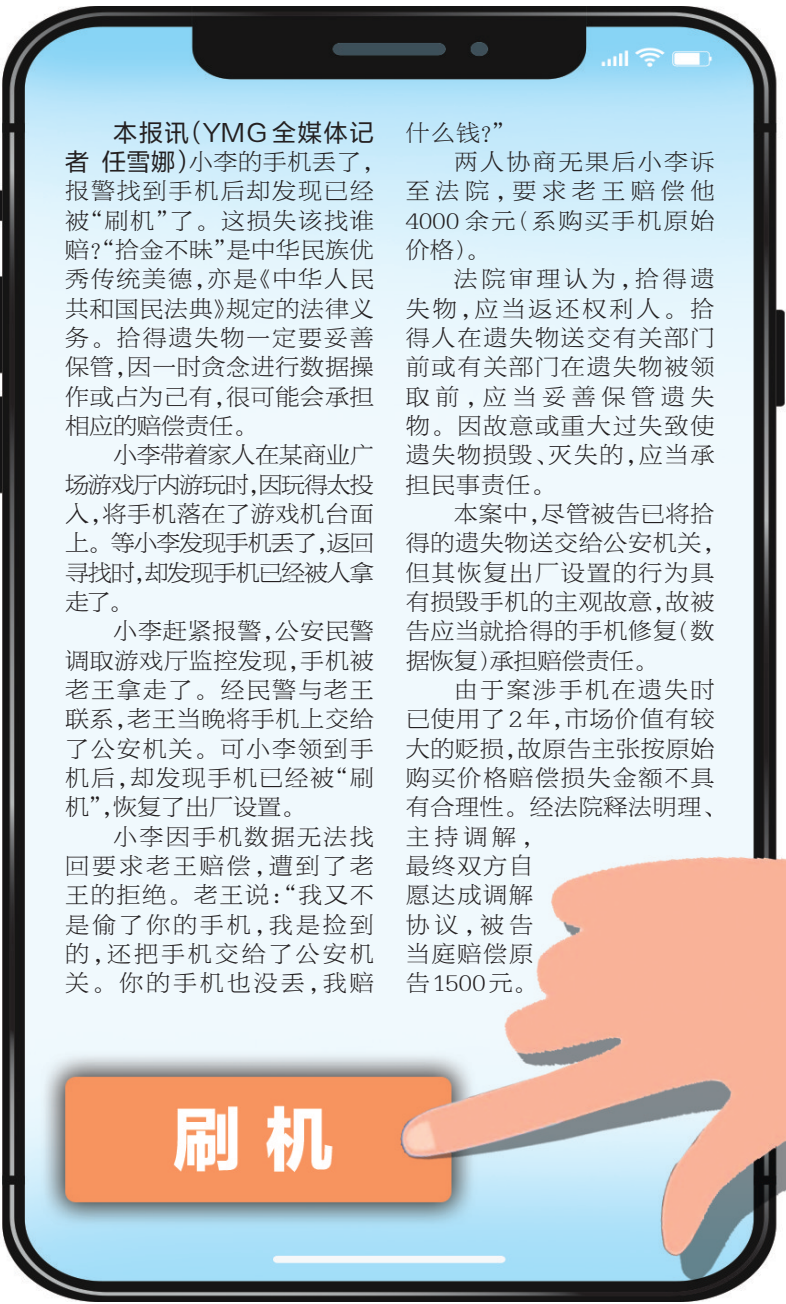 本报讯(YMG全媒体记
者 任雪娜)小李的手机丢了,
报警找到手机后却发现已经
被“刷机”了。这损失该找谁
赔?“拾金不昧”是中华民族优
秀传统美德,亦是《中华人民
共和国民法典》规定的法律义
务。拾得遗失物一定要妥善
保管,因一时贪念进行数据操
作或占为己有,很可能会承担
相应的赔偿责任。
小李带着家人在某商业广
场游戏厅内游玩时,因玩得太投
入,将手机落在了游戏机台面
上。等小李发现手机丢了,返回
寻找时,却发现手机已经被人拿
走了。
小李赶紧报警,公安民警
调取游戏厅监控发现,手机被
老王拿走了。经民警与老王
联系,老王当晚将手机上交给
了公安机关。可小李领到手
机后,却发现手机已经被“刷
机”,恢复了出厂设置。
小李因手机数据无法找
回要求老王赔偿,遭到了老
王的拒绝。老王说:“我又不
是偷了你的手机,我是捡到
的,还把手机交给了公安机
关。你的手机也没丢,我赔
什么钱?”
两人协商无果后小李诉
至法院,要求老王赔偿他
4000余元(系购买手机原始
价格)。
法院审理认为,拾得遗
失物,应当返还权利人。拾
得人在遗失物送交有关部门
前或有关部门在遗失物被领
取前,应当妥善保管遗失
物。因故意或重大过失致使
遗失物损毁、灭失的,应当承
担民事责任。
本案中,尽管被告已将拾
得的遗失物送交给公安机关,
但其恢复出厂设置的行为具
有损毁手机的主观故意,故被
告应当就拾得的手机修复(数
据恢复)承担赔偿责任。
由于案涉手机在遗失时
已使用了2年,市场价值有较
大的贬损,故原告主张按原始
购买价格赔偿损失金额不具
有合理性。经法院释法明理、
主持调解,
最终双方自
愿达成调解
协议,被告
当庭赔偿原
告1500元。
刷机